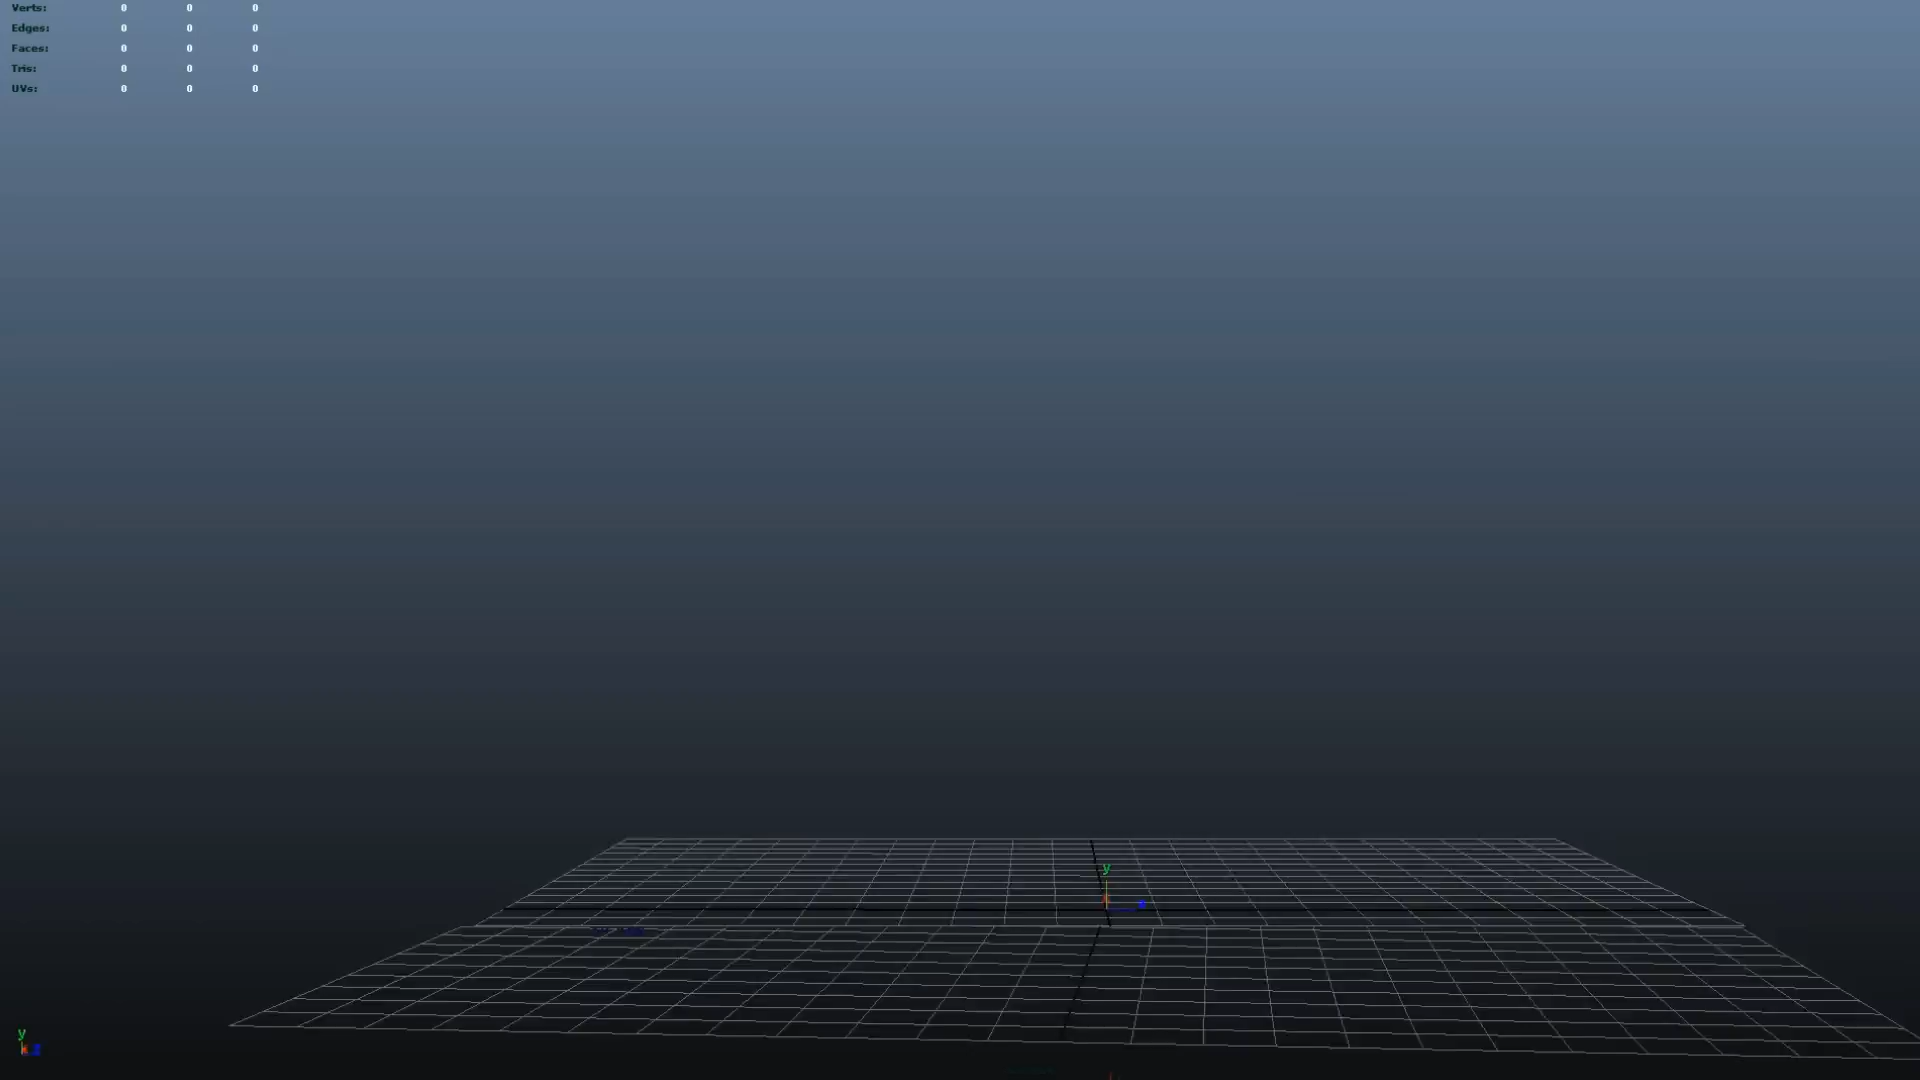 Verts: 0 0 0
Edges: 0 0 0
Faces: 0 0 0
Tris: 0 0 0
UVs: 0 0 0
y
y